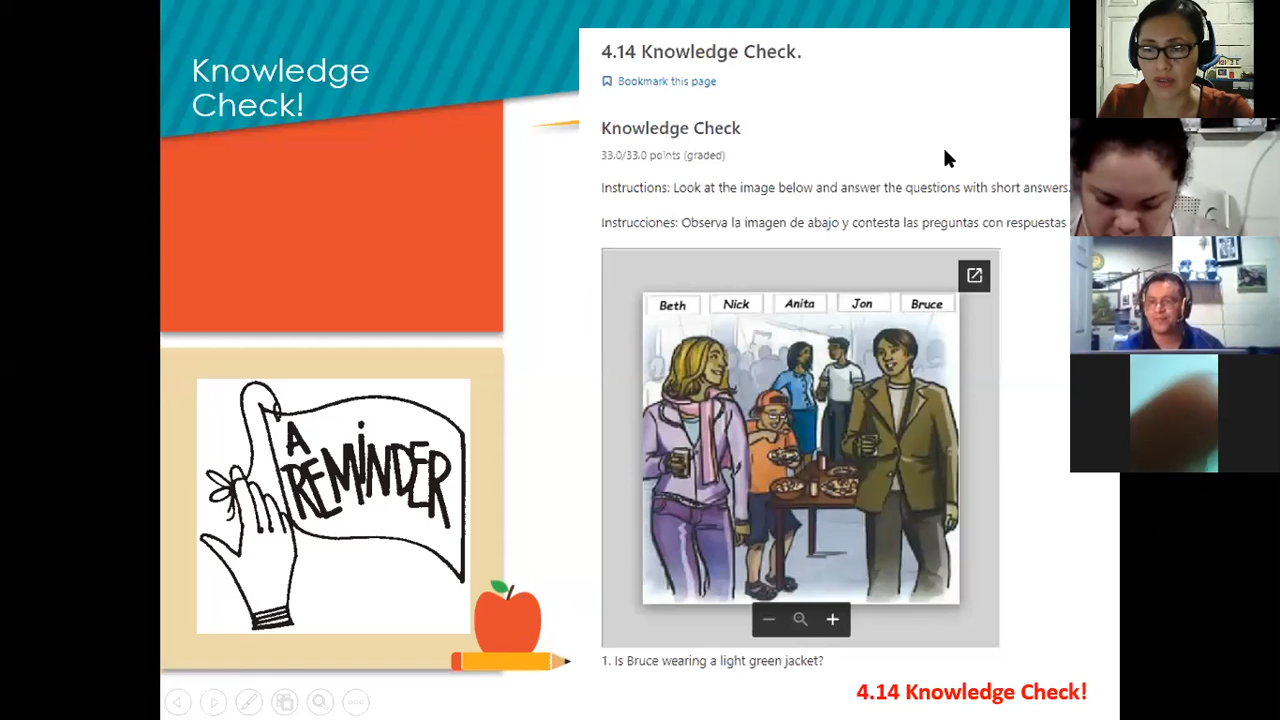 Knowledge
Check!
A
REMINDER
4.14 Knowledge Check.
Bookmark this page
Knowledge Check
33.0/33.0 points (graded)
Instructions: Look at the image below and answer the questions with short answers.
Instrucciones: Observa la imagen de abajo y contesta las preguntas con respuestas
Beth Nick Anita Jon Bruce
1. Is Bruce wearing a light green jacket?
4.14 Knowledge Check!